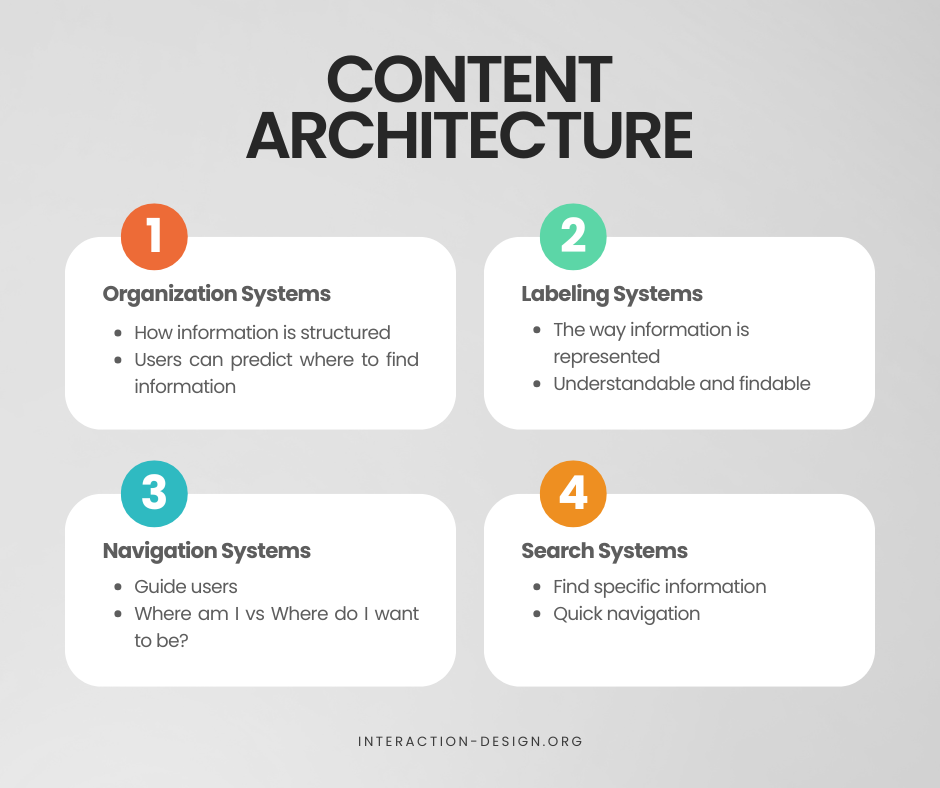 CONTENT
ARCHITECTURE
1
Organization Systems
• How information is structured
• Users can predict where to find
information
2
Labeling Systems
• The way information is
represented
• Understandable and findable
3
Navigation Systems
• Guide users
• Where am I vs Where do I want
to be?
4
Search Systems
• Find specific information
• Quick navigation
INTERACTION-DESIGN.ORG